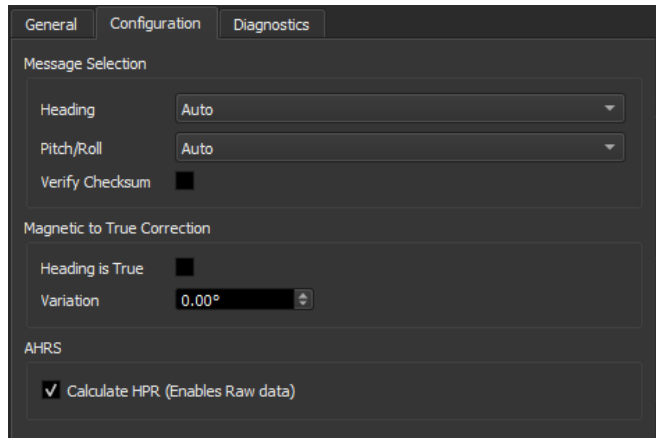 General Configuration Diagnostics
Message Selection
Heading Auto
Pitch/Roll Auto
Verify Checksum
Magnetic to True Correction
Heading is True
Variation 0.00°
AHRS
Calculate HPR (Enables Raw data)